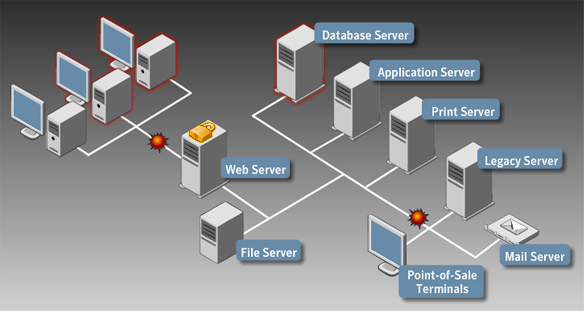 Database Server
Application Server
Print Server
Legacy Server
Web Server
File Server
Mail Server
Point-of-Sale
Terminals